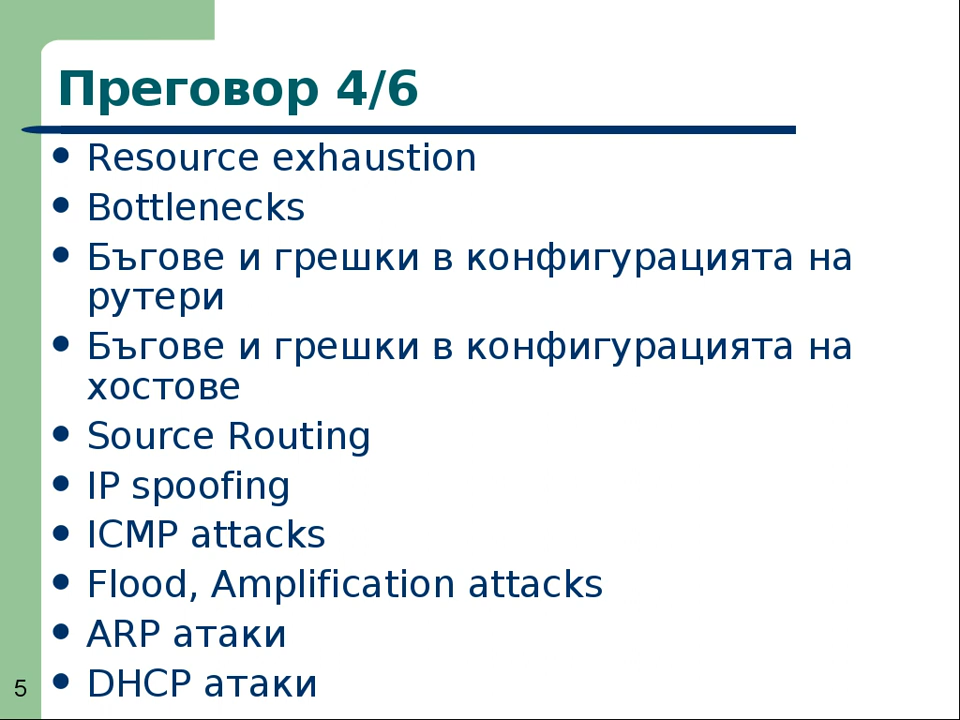 Преговор 4/6
Resource exhaustion
Bottlenecks
Бъгове и грешки в конфигурацията на
рутери
Бъгове и грешки в конфигурацията на
хостове
Source Routing
IP spoofing
ICMP attacks
Flood, Amplification attacks
ARP атаки
DHCP атаки
5